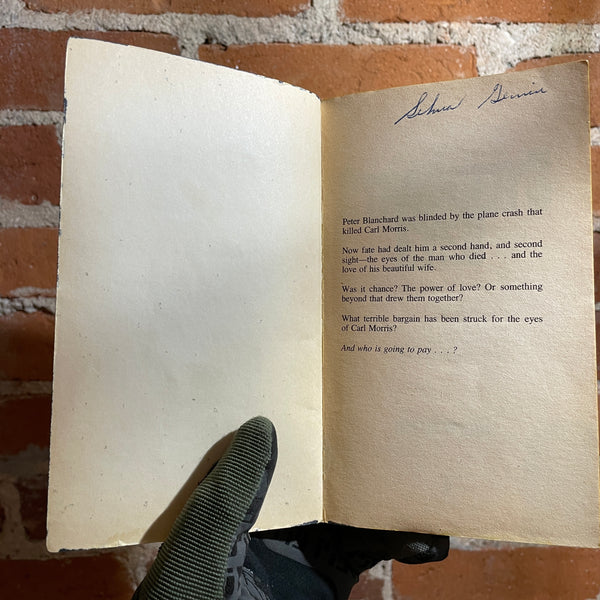 Peter Blanchard was blinded by the plane crash that
killed Carl Morris.
Now fate had dealt him a second hand, and second
sight—the eyes of the man who died . . . and the
love of his beautiful wife.
Was it chance? The power of love? Or something
beyond that drew them together?
What terrible bargain has been struck for the eyes
of Carl Morris?
And who is going to pay . . . ?